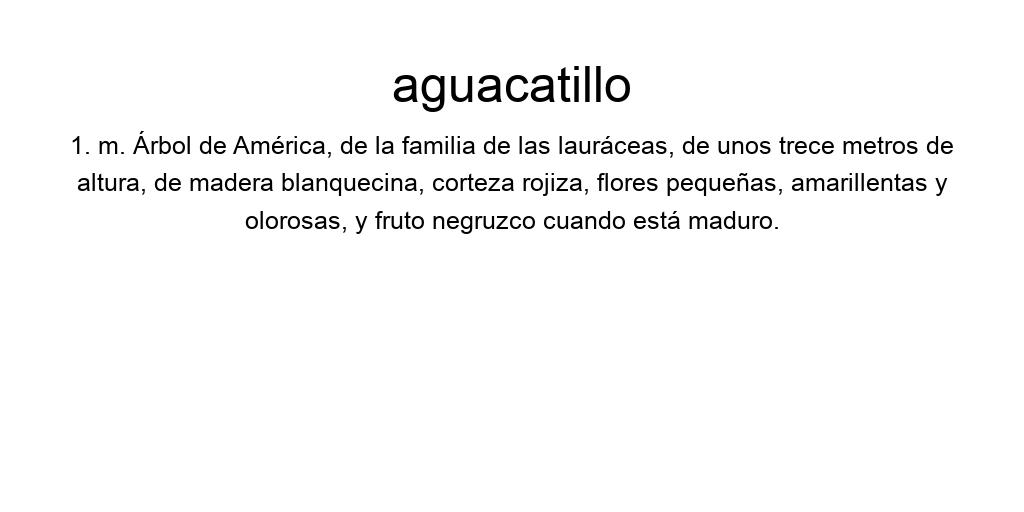 aguacatillo
1. m. Árbol de América, de la familia de las lauráceas, de unos trece metros de
altura, de madera blanquecina, corteza rojiza, flores pequeñas, amarillentas y
olorosas, y fruto negruzco cuando está maduro.